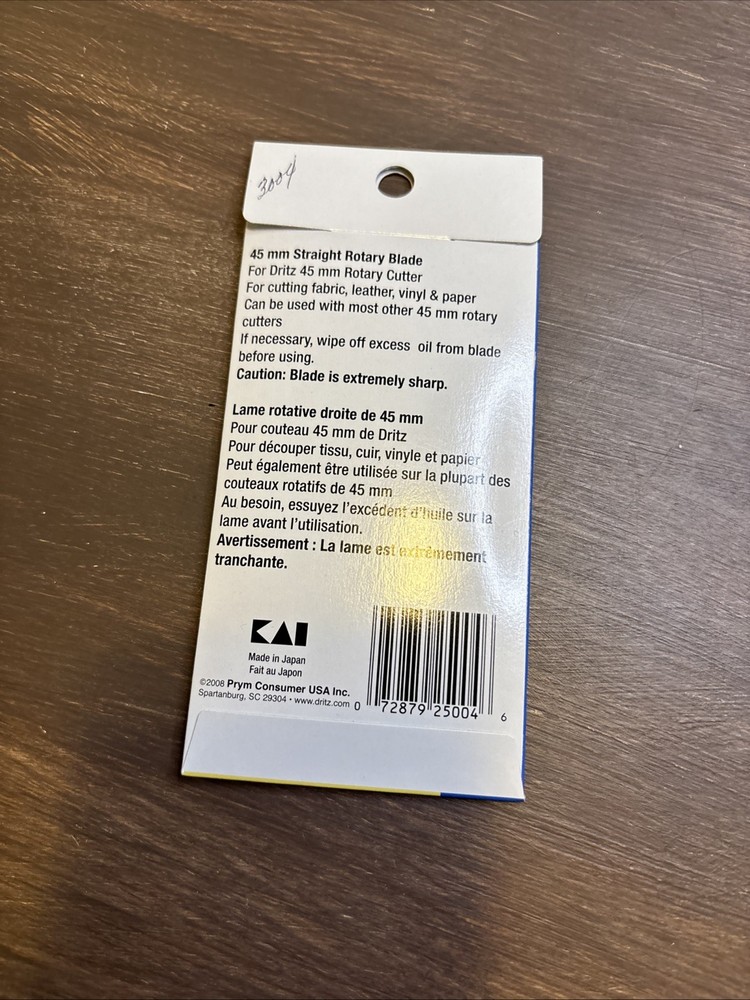 3004
45 mm Straight Rotary Blade
For Dritz 45 mm Rotary Cutter
For cutting fabric, leather, vinyl & paper
Can be used with most other 45 mm rotary
cutters
If necessary, wipe off excess oil from blade
before using.
Caution: Blade is extremely sharp.
Lame rotative droite de 45 mm
Pour couteau 45 mm de Dritz
Pour découper tissu, cuir, vinyle et papier
Peut également être utilisée sur la plupart des
couteaux rotatifs de 45 mm
Au besoin, essuyez l'excédent d'huile sur la
lame avant l'utilisation.
Avertissement : La lame est extrêmement
tranchante.
KAI
Made in Japan
Fait au Japon
©2008 Prym Consumer USA Inc.
Spartanburg, SC 29304 • www.dritz.com
0 72879 25004 6